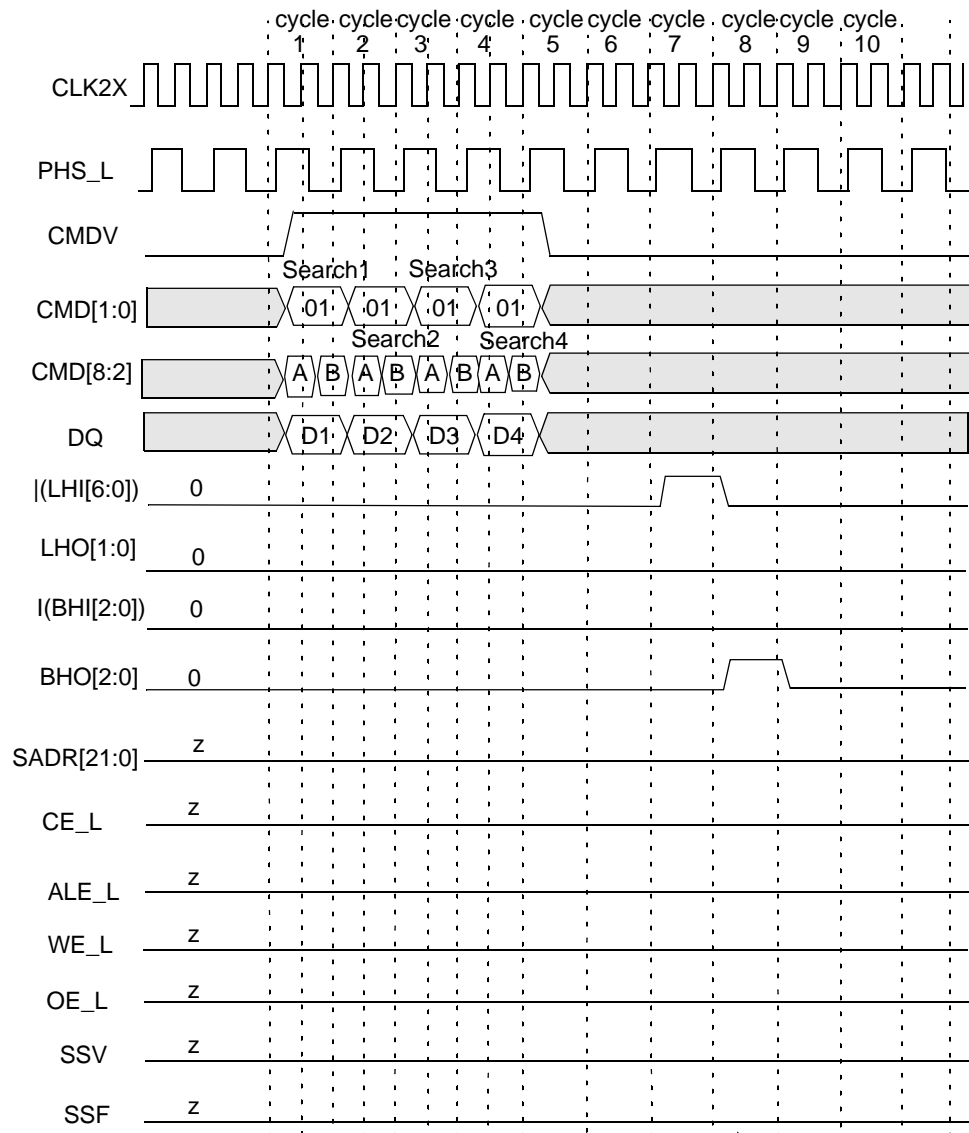 cycle cycle cycle cycle cycle cycle cycle cycle cycle cycle
1 2 3 4 5 6 7 8 9 10
CLK2X
PHS_L
CMDV
Search1 Search3
CMD[1:0] 01 01 01 01
Search2 Search4
CMD[8:2] A B A B A B A B
DQ D1 D2 D3 D4
|(LHI[6:0]) 0
LHO[1:0] 0
I(BHI[2:0]) 0
BHO[2:0] 0
SADR[21:0] z
CE_L z
ALE_L z
WE_L z
OE_L z
SSV z
SSF z